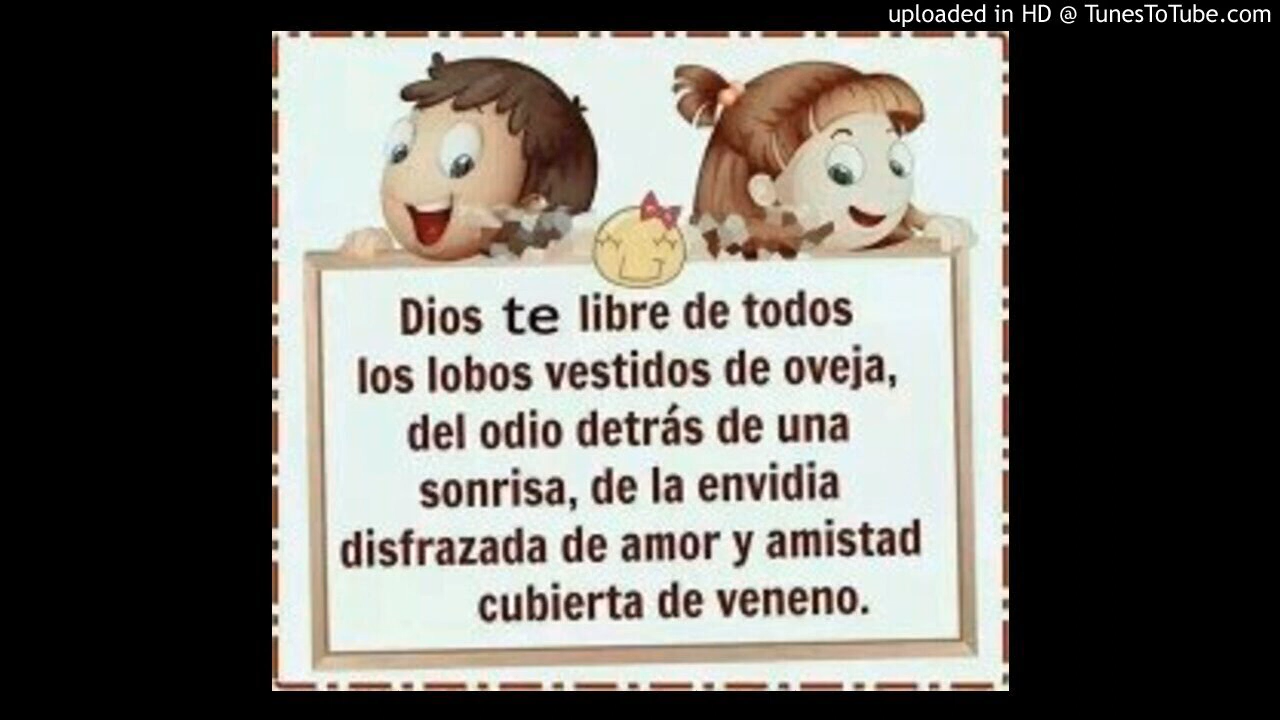 uploaded in HD @ TunesToTube.com
Dios te libre de todos
los lobos vestidos de oveja,
del odio detrás de una
sonrisa, de la envidia
disfrazada de amor y amistad
cubierta de veneno.